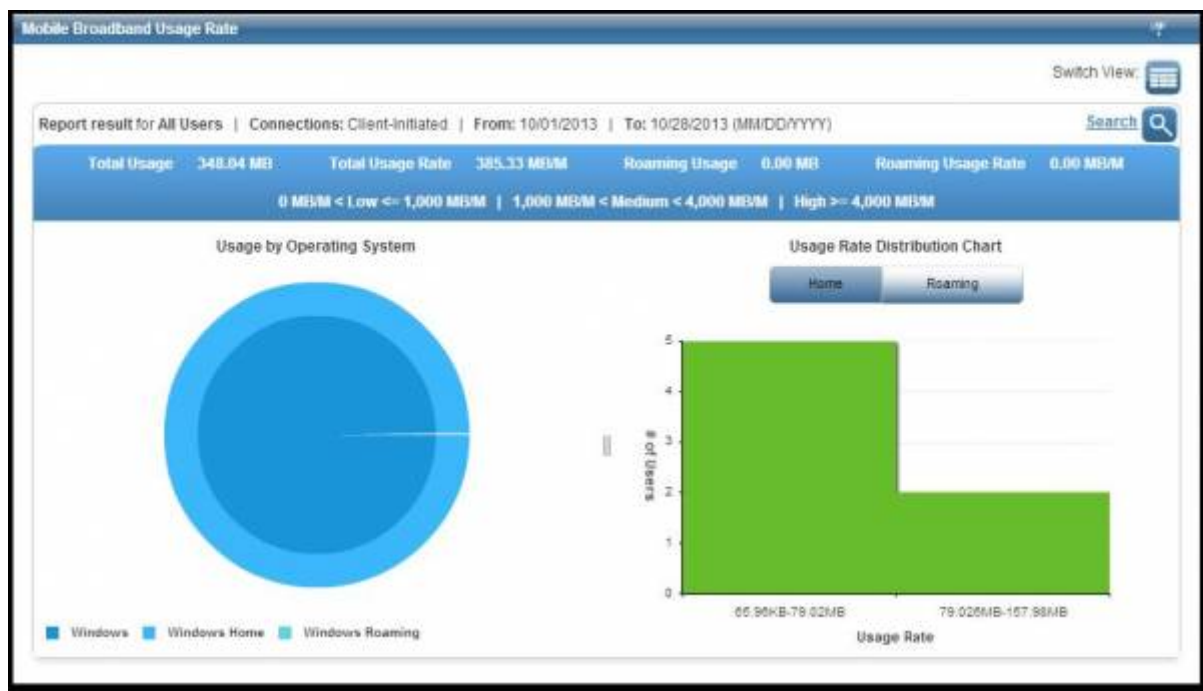 Mobile Broadband Usage Rate ?
Switch View:
Report result for All Users | Connections: Client-Initiated | From: 10/01/2013 | To: 10/28/2013 (MM/DD/YYYY)
Search
Total Usage 348.04 MB Total Usage Rate 385.33 MB/M Roaming Usage 0.00 MB Roaming Usage Rate 0.00 MB/M
0 MB/M < Low <= 1,000 MB/M | 1,000 MB/M < Medium < 4,000 MB/M | High >= 4,000 MB/M
Usage by Operating System
Usage Rate Distribution Chart
Home Roaming
5
4
3
2
1
0
# of Users
65.96KB-79.02MB 79.026MB-157.98MB
Usage Rate
Windows Windows Home Windows Roaming